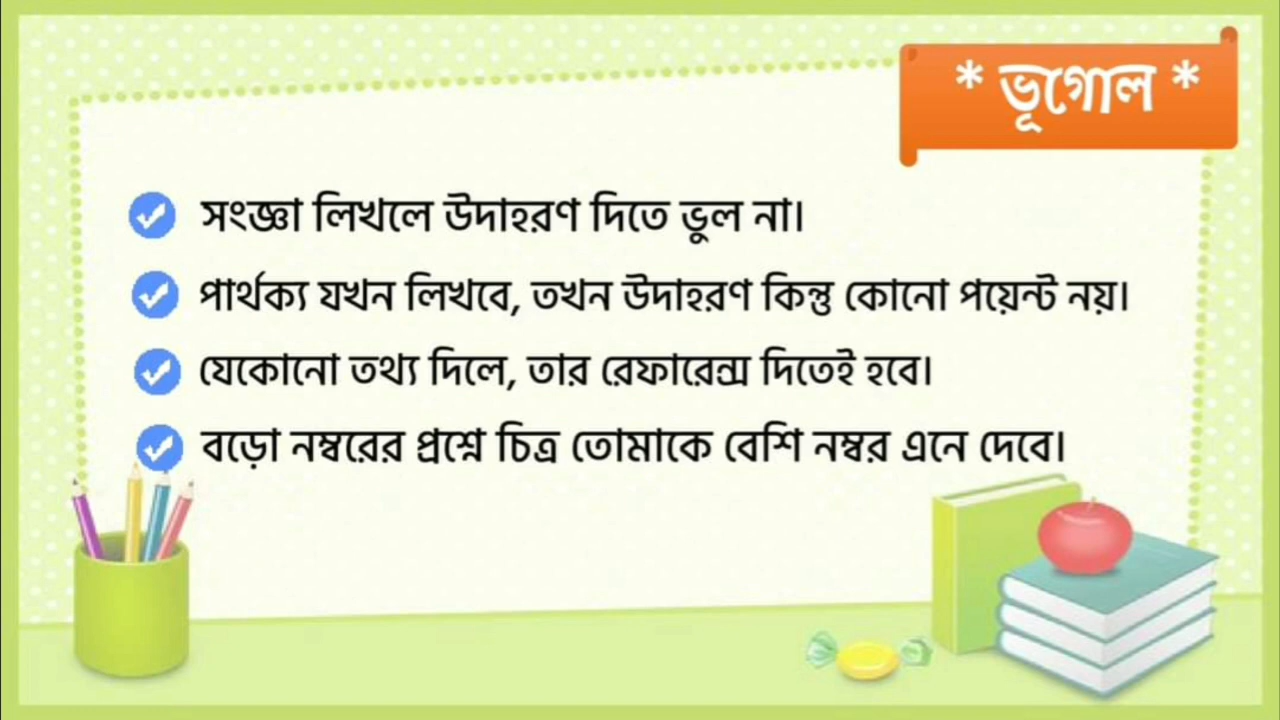 * ভূগোল *
সংজ্ঞা লিখলে উদাহরণ দিতে ভুল না।
পার্থক্য যখন লিখবে, তখন উদাহরণ কিন্তু কোনো পয়েন্ট নয়।
যেকোনো তথ্য দিলে, তার রেফারেন্স দিতেই হবে।
বড়ো নম্বরের প্রশ্নে চিত্র তোমাকে বেশি নম্বর এনে দেবে।